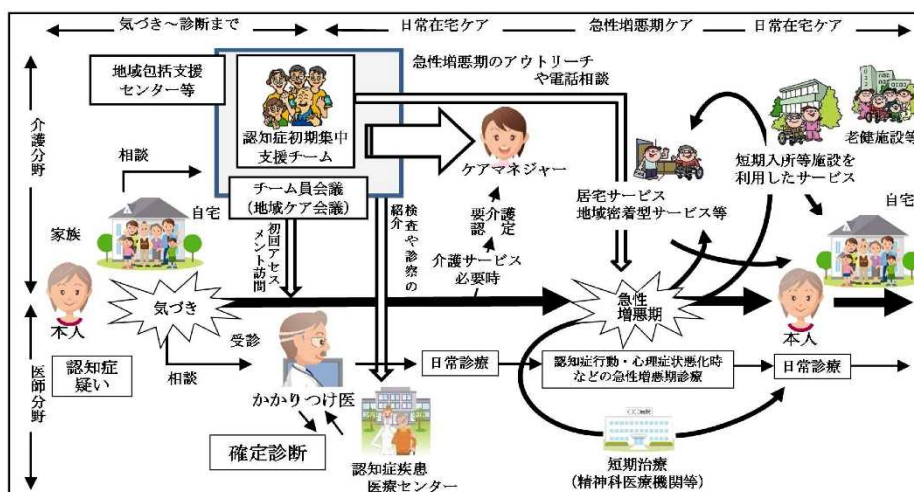 気づき～診断まで
日常在宅ケア
急性増悪期ケア
日常在宅ケア
介護分野
地域包括支援
センター等
認知症初期集中
支援チーム
急性増悪期のアウトリーチ
や電話相談
老健施設等
短期入所等施設を
利用したサービス
ケアマネジャー
相談
チーム員会議
(地域ケア会議)
居宅サービス
地域密着型サービス等
自宅
自宅
家族
初回アセス
メント訪問
検査や診察の
紹介
要介護
認定
介護サービス
必要時
本人
気づき
急性
増悪期
本人
医師分野
認知症
疑い
受診
相談
かかりつけ医
日常診療
認知症行動・心理症状悪化時
などの急性増悪期診療
日常診療
確定診断
認知症疾患
医療センター
短期治療
(精神科医療機関等)